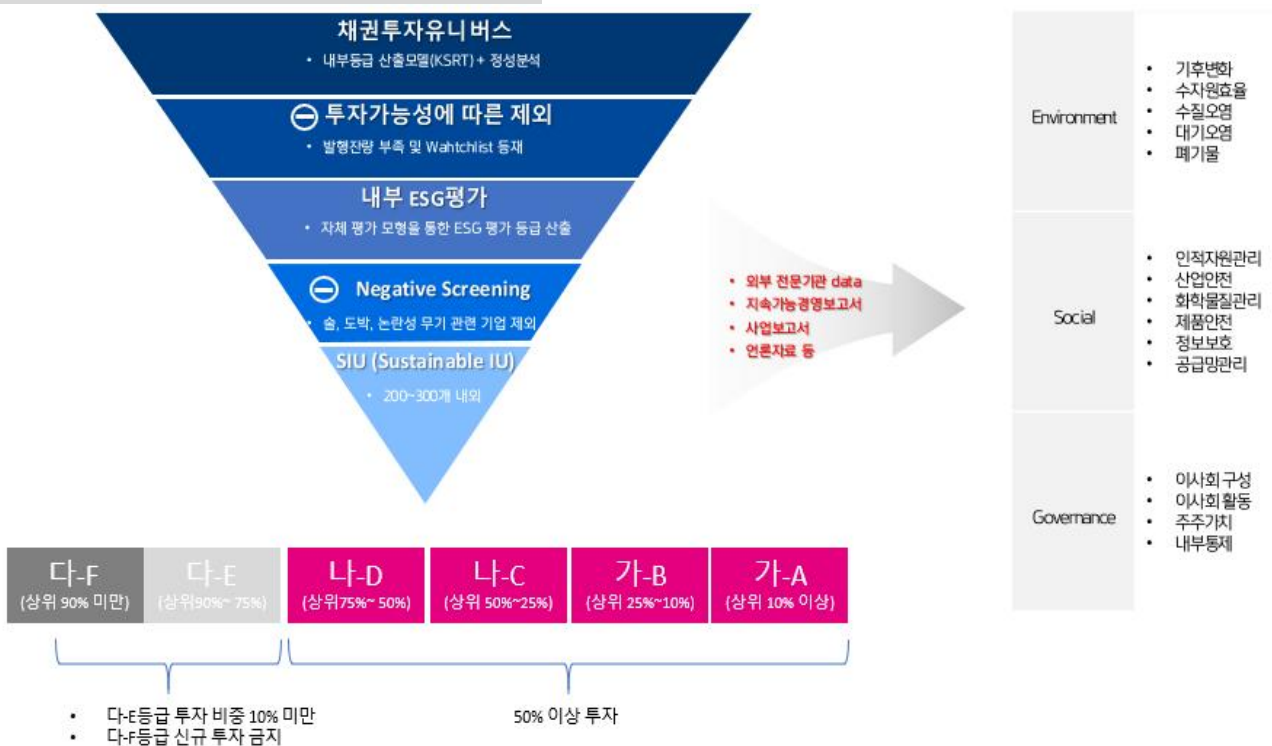 채권투자유니버스
• 내부등급 산출모델(KSRT) + 정성분석
투자가능성에 따른 제외
• 발행잔량 부족 및 Wahtchlist 등재
내부 ESG평가
• 자체 평가 모형을 통한 ESG 평가 등급 산출
Negative Screening
• 술, 도박, 논란성 무기 관련 기업 제외
SIU (Sustainable IU)
• 200~300개 내외
• 외부 전문기관 data
• 지속가능경영보고서
• 사업보고서
• 언론자료 등
Environment
• 기후변화
• 수자원효율
• 수질오염
• 대기오염
• 폐기물
Social
• 인적자원관리
• 산업안전
• 화학물질관리
• 제품안전
• 정보보호
• 공급망관리
Governance
• 이사회 구성
• 이사회 활동
• 주주가치
• 내부통제
다-F
(상위 90% 미만)
다-E
(상위90%~ 75%)
나-D
(상위75%~ 50%)
나-C
(상위 50%~25%)
가-B
(상위 25%~10%)
가-A
(상위 10% 이상)
• 다-E등급 투자 비중 10% 미만
• 다-F등급 신규 투자 금지
50% 이상 투자